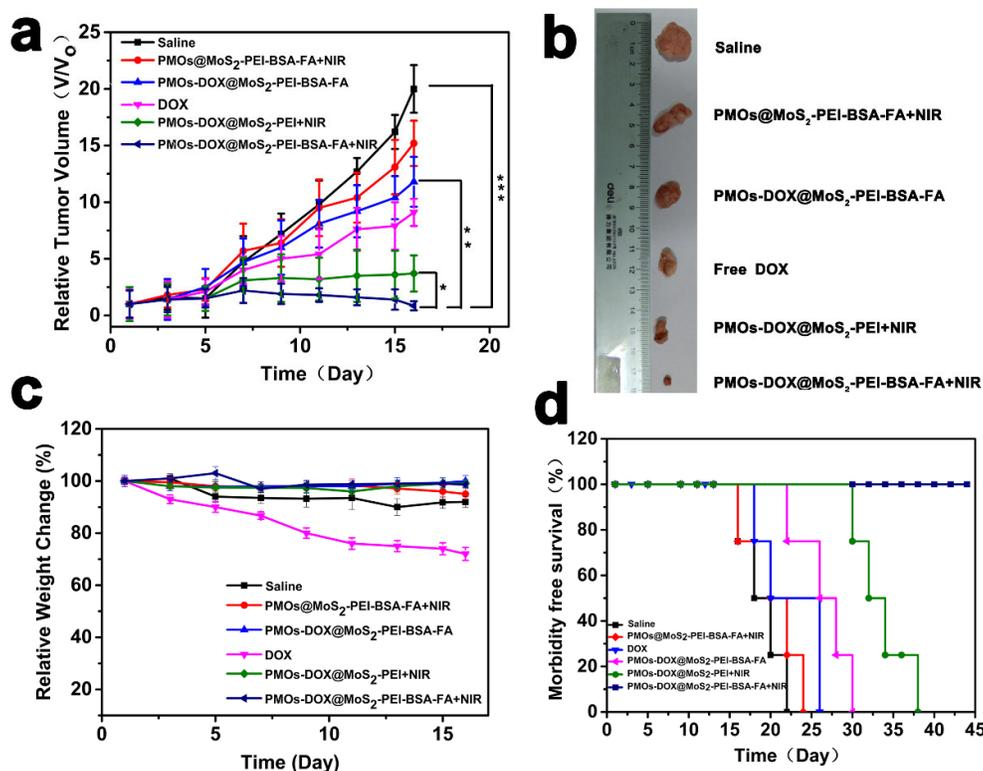 a
Relative Tumor Volume (V/V₀)
25
20
15
10
5
0
Saline
PMOs@MoS₂-PEI-BSA-FA+NIR
PMOs-DOX@MoS₂-PEI-BSA-FA
DOX
PMOs-DOX@MoS₂-PEI+NIR
PMOs-DOX@MoS₂-PEI-BSA-FA+NIR
***
**
*
0 5 10 15 20
Time (Day)
b
Saline
PMOs@MoS₂-PEI-BSA-FA+NIR
PMOs-DOX@MoS₂-PEI-BSA-FA
Free DOX
PMOs-DOX@MoS₂-PEI+NIR
PMOs-DOX@MoS₂-PEI-BSA-FA+NIR
deli
c
Relative Weight Change (%)
120
100
80
60
40
20
Saline
PMOs@MoS₂-PEI-BSA-FA+NIR
PMOs-DOX@MoS₂-PEI-BSA-FA
DOX
PMOs-DOX@MoS₂-PEI+NIR
PMOs-DOX@MoS₂-PEI-BSA-FA+NIR
0 5 10 15
Time (Day)
d
Morbidity free survival (%)
120
100
80
60
40
20
0
Saline
PMOs@MoS₂-PEI-BSA-FA+NIR
DOX
PMOs-DOX@MoS₂-PEI-BSA-FA
PMOs-DOX@MoS₂-PEI+NIR
PMOs-DOX@MoS₂-PEI-BSA-FA+NIR
0 5 10 15 20 25 30 35 40 45
Time (Day)